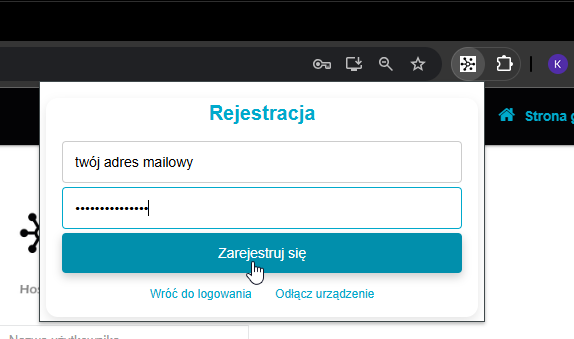 K
Strona g
Rejestracja
twój adres mailowy
•••••••••••••••
Zarejestruj się
Wróć do logowania Odłącz urządzenie
Hos
Nazwa użytkownika